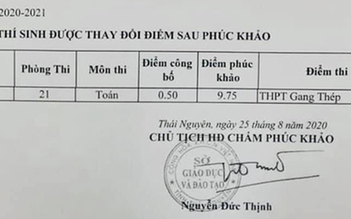 2020-2021
THÍ SINH ĐƯỢC THAY ĐỔI ĐIỂM SAU PHÚC KHẢO
Phòng Thi Môn thi Điểm công bố Điểm phúc khảo Điểm thi
21 Toán 0.50 9.75 THPT Gang Thép
Thái Nguyên, ngày 25 tháng 8 năm 2020
CHỦ TỊCH HĐ CHẤM PHÚC KHẢO
SỞ
GIÁO DỤC
VÀ ĐÀO TẠO
Nguyễn Đức Thịnh